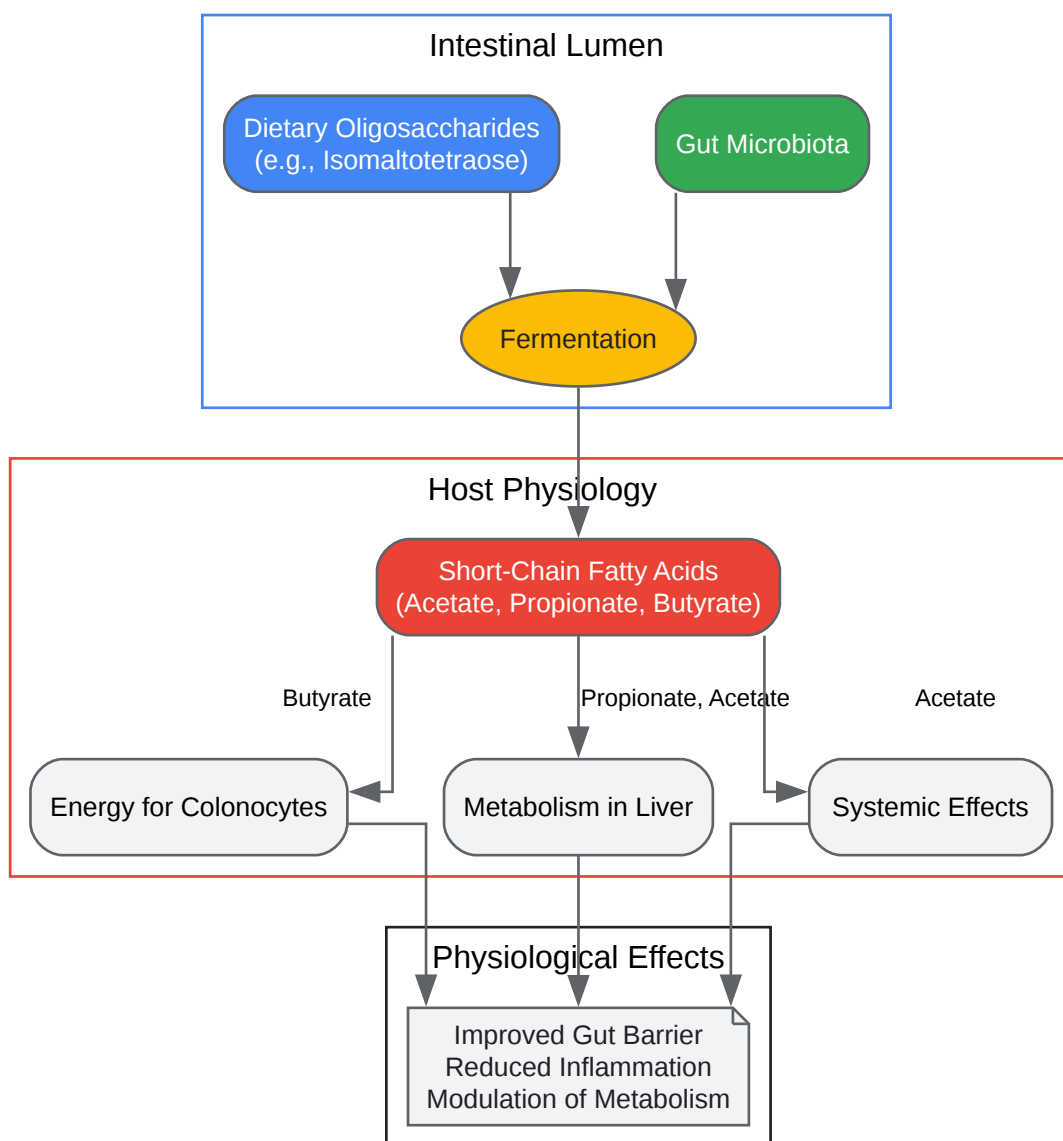 Intestinal Lumen
Dietary Oligosaccharides
(e.g., Isomaltotetraose)
Gut Microbiota
Fermentation
Host Physiology
Short-Chain Fatty Acids
(Acetate, Propionate, Butyrate)
Butyrate
Propionate, Acetate
Acetate
Energy for Colonocytes
Metabolism in Liver
Systemic Effects
Physiological Effects
Improved Gut Barrier
Reduced Inflammation
Modulation of Metabolism